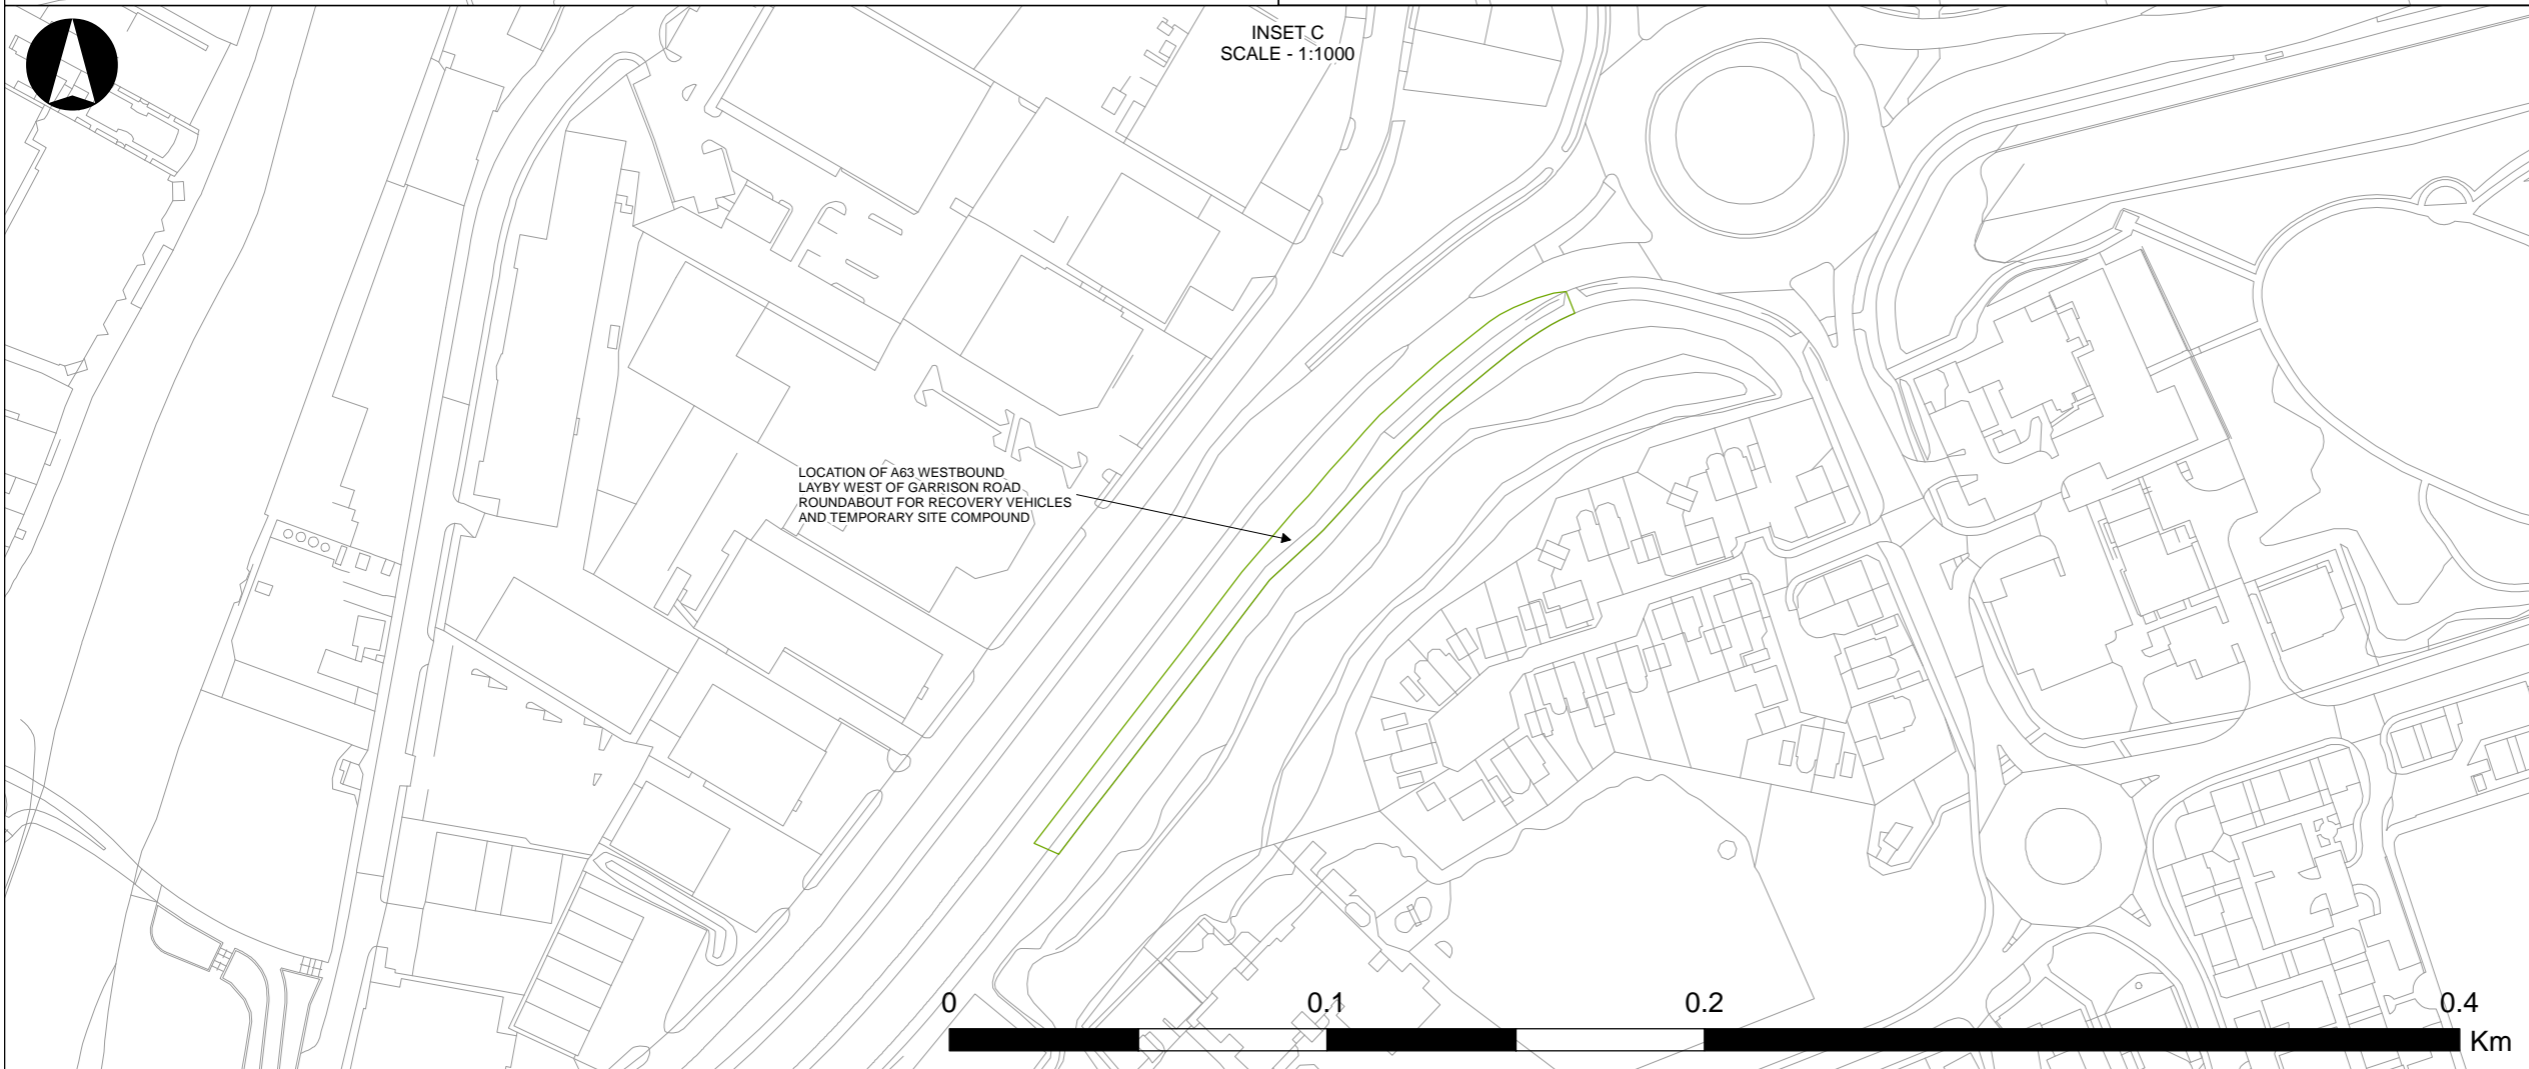 INSET C
SCALE - 1:1000
LOCATION OF A63 WESTBOUND
LAYBY WEST OF GARRISON ROAD
ROUNDABOUT FOR RECOVERY VEHICLES
AND TEMPORARY SITE COMPOUND
0 0.1 0.2 0.4
Km